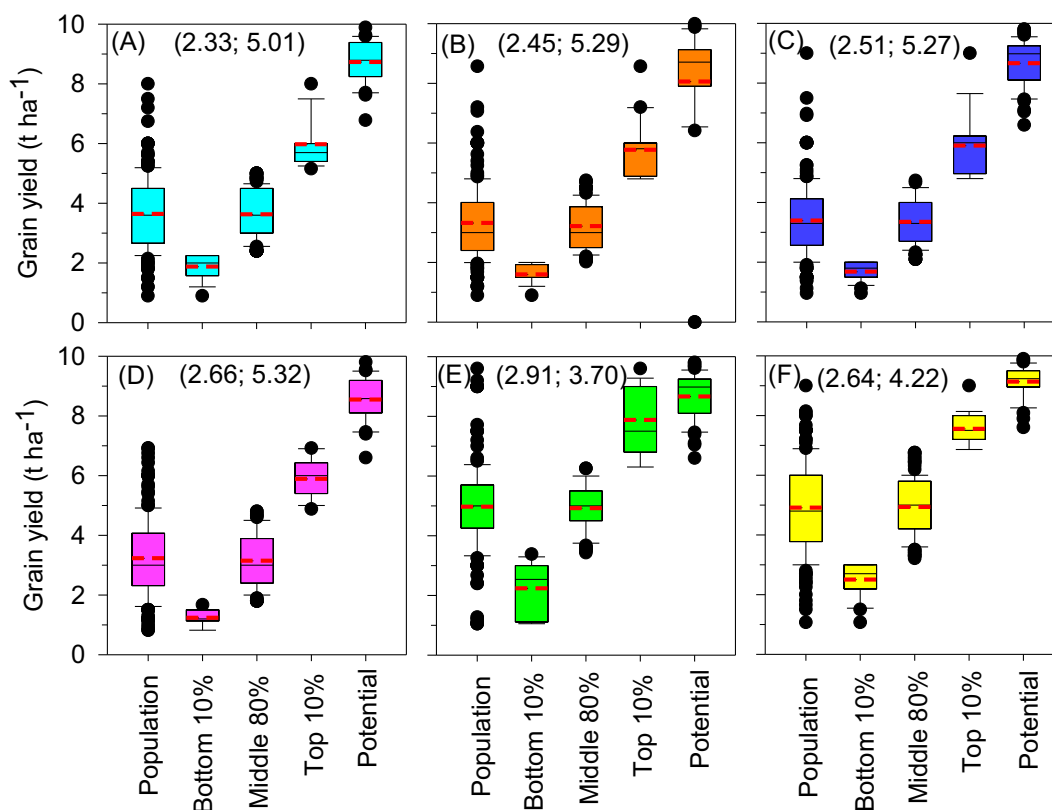 (A) (2.33; 5.01)
(B) (2.45; 5.29)
(C) (2.51; 5.27)
Grain yield (t ha⁻¹)
10
8
6
4
2
0
(D) (2.66; 5.32)
(E) (2.91; 3.70)
(F) (2.64; 4.22)
Grain yield (t ha⁻¹)
10
8
6
4
2
0
Population
Bottom 10%
Middle 80%
Top 10%
Potential
Population
Bottom 10%
Middle 80%
Top 10%
Potential
Population
Bottom 10%
Middle 80%
Top 10%
Potential